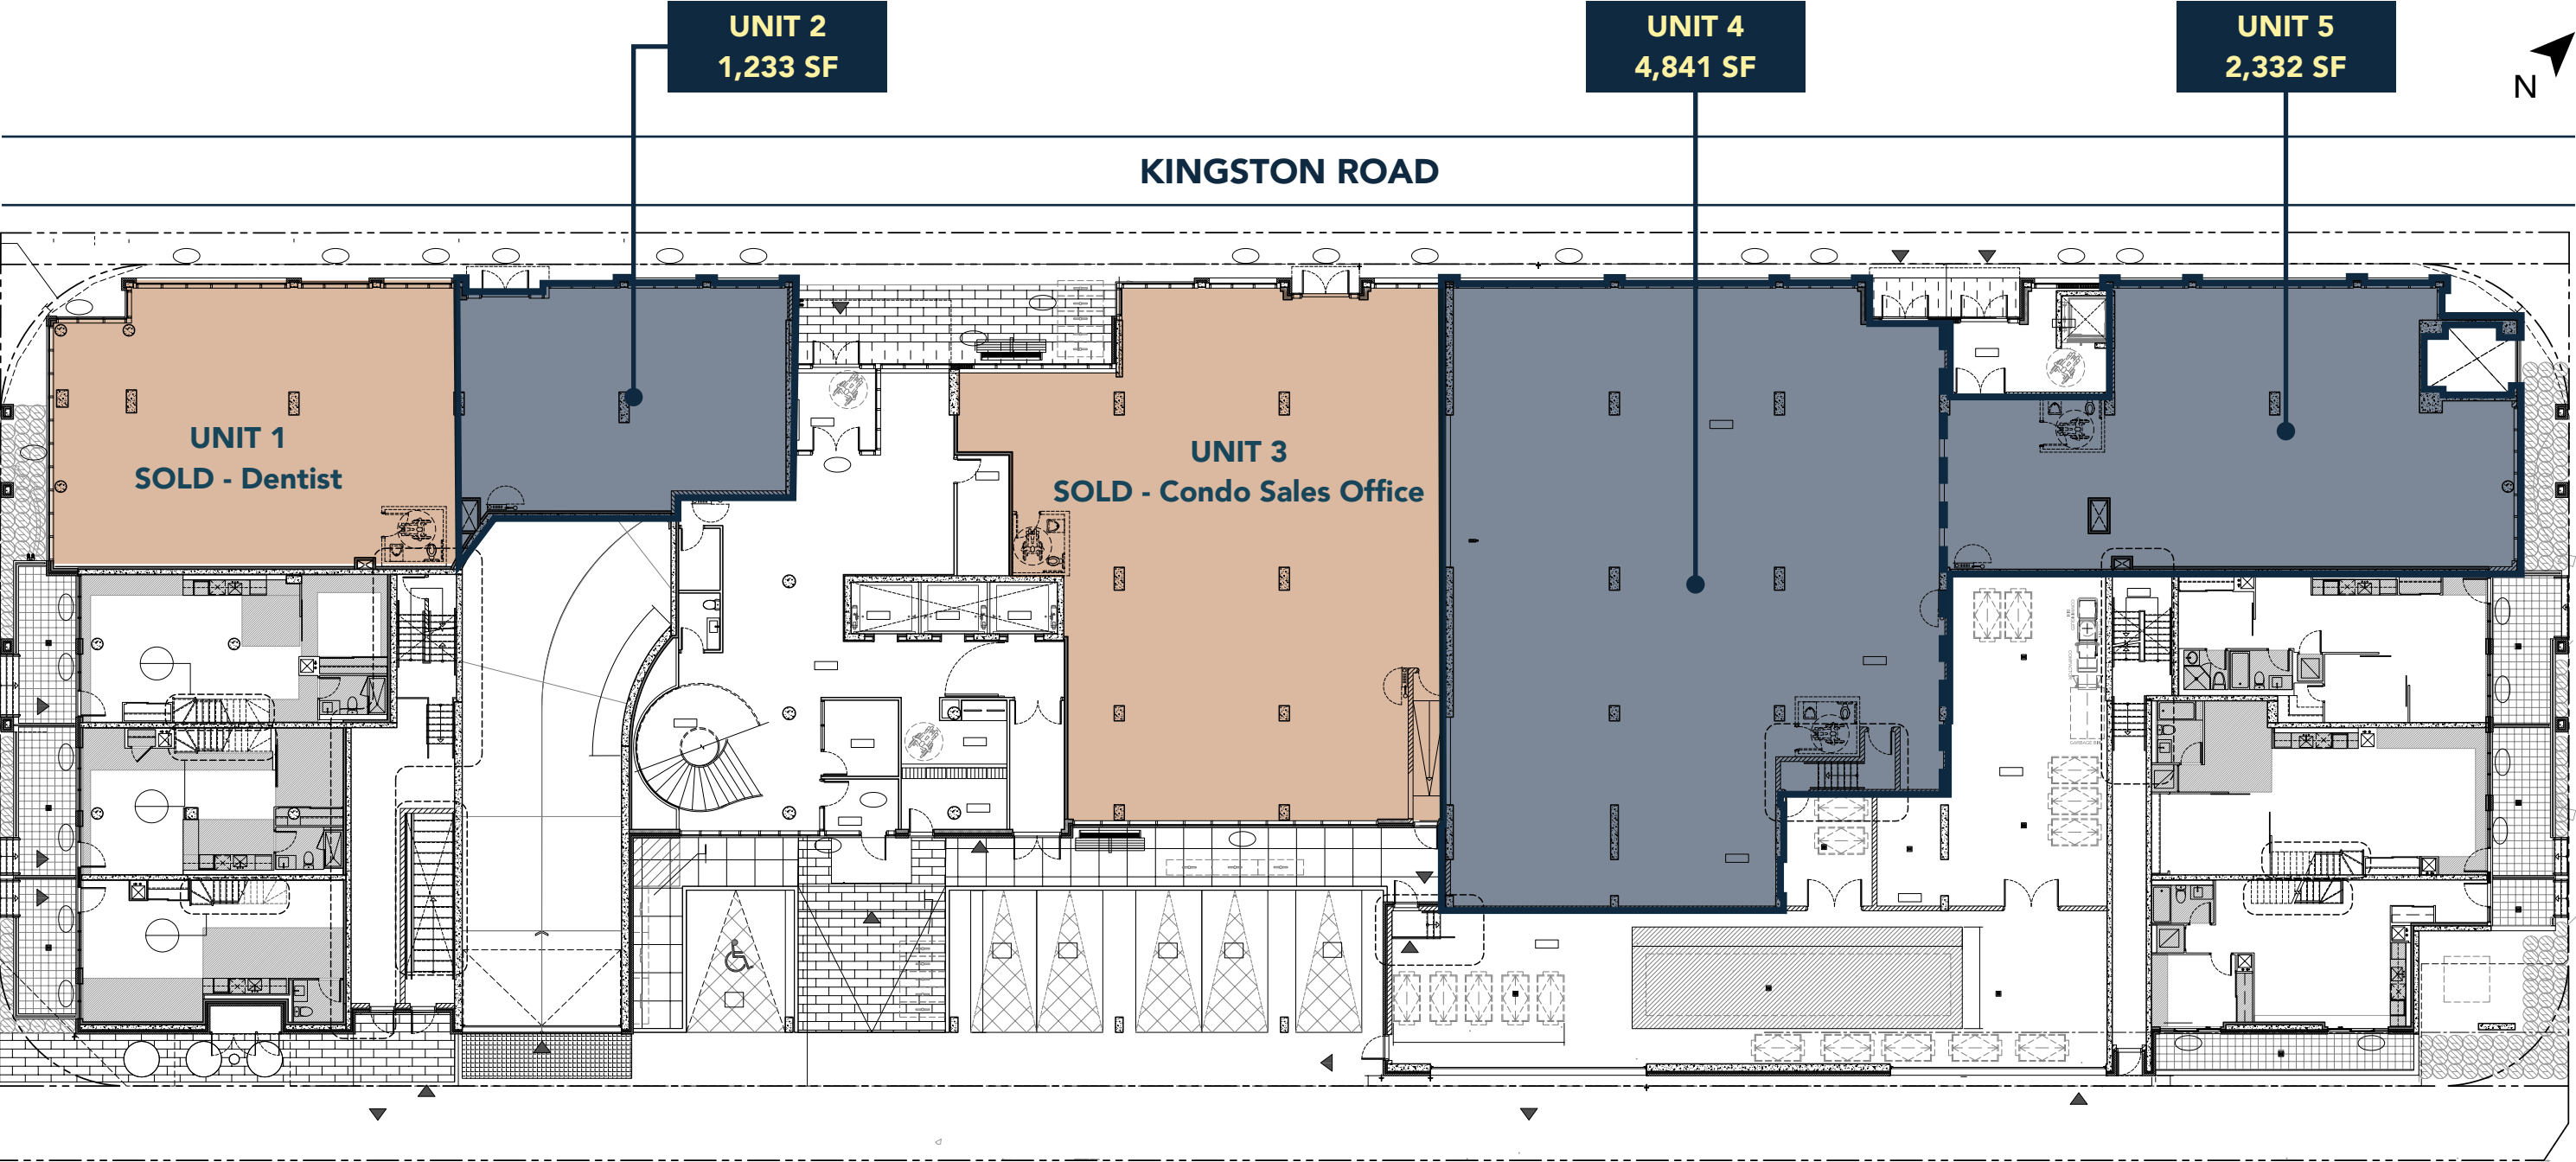 UNIT 2
1,233 SF
UNIT 4
4,841 SF
UNIT 5
2,332 SF
N
KINGSTON ROAD
UNIT 1
SOLD - Dentist
UNIT 3
SOLD - Condo Sales Office